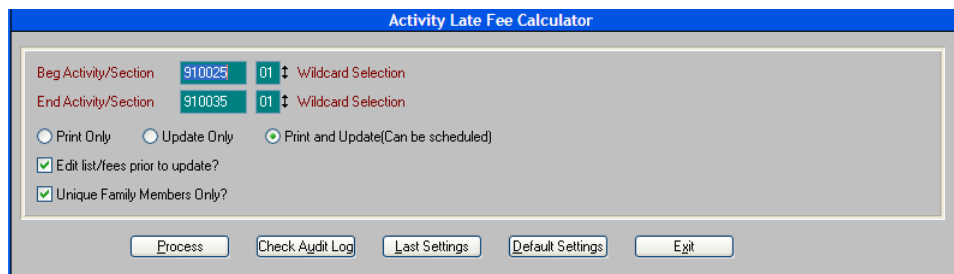 Activity Late Fee Calculator
Beg Activity/Section 910025 01 Wildcard Selection
End Activity/Section 910035 01 Wildcard Selection
Print Only Update Only Print and Update(Can be scheduled)
Edit list/fees prior to update?
Unique Family Members Only?
Process Check Audit Log Last Settings Default Settings Exit